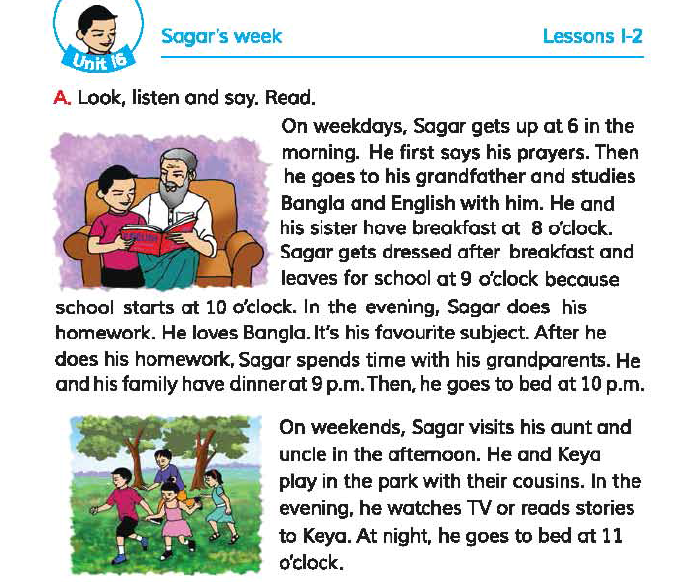 Unit 16
Sagar's week
Lessons 1-2
A. Look, listen and say. Read.
On weekdays, Sagar gets up at 6 in the
morning. He first says his prayers. Then
he goes to his grandfather and studies
Bangla and English with him. He and
his sister have breakfast at 8 o'clock.
Sagar gets dressed after breakfast and
leaves for school at 9 o'clock because
school starts at 10 o'clock. In the evening, Sagar does his
homework. He loves Bangla. It's his favourite subject. After he
does his homework, Sagar spends time with his grandparents. He
and his family have dinner at 9 p.m. Then, he goes to bed at 10 p.m.
ENGLISH
On weekends, Sagar visits his aunt and
uncle in the afternoon. He and Keya
play in the park with their cousins. In the
evening, he watches TV or reads stories
to Keya. At night, he goes to bed at 11
o'clock.